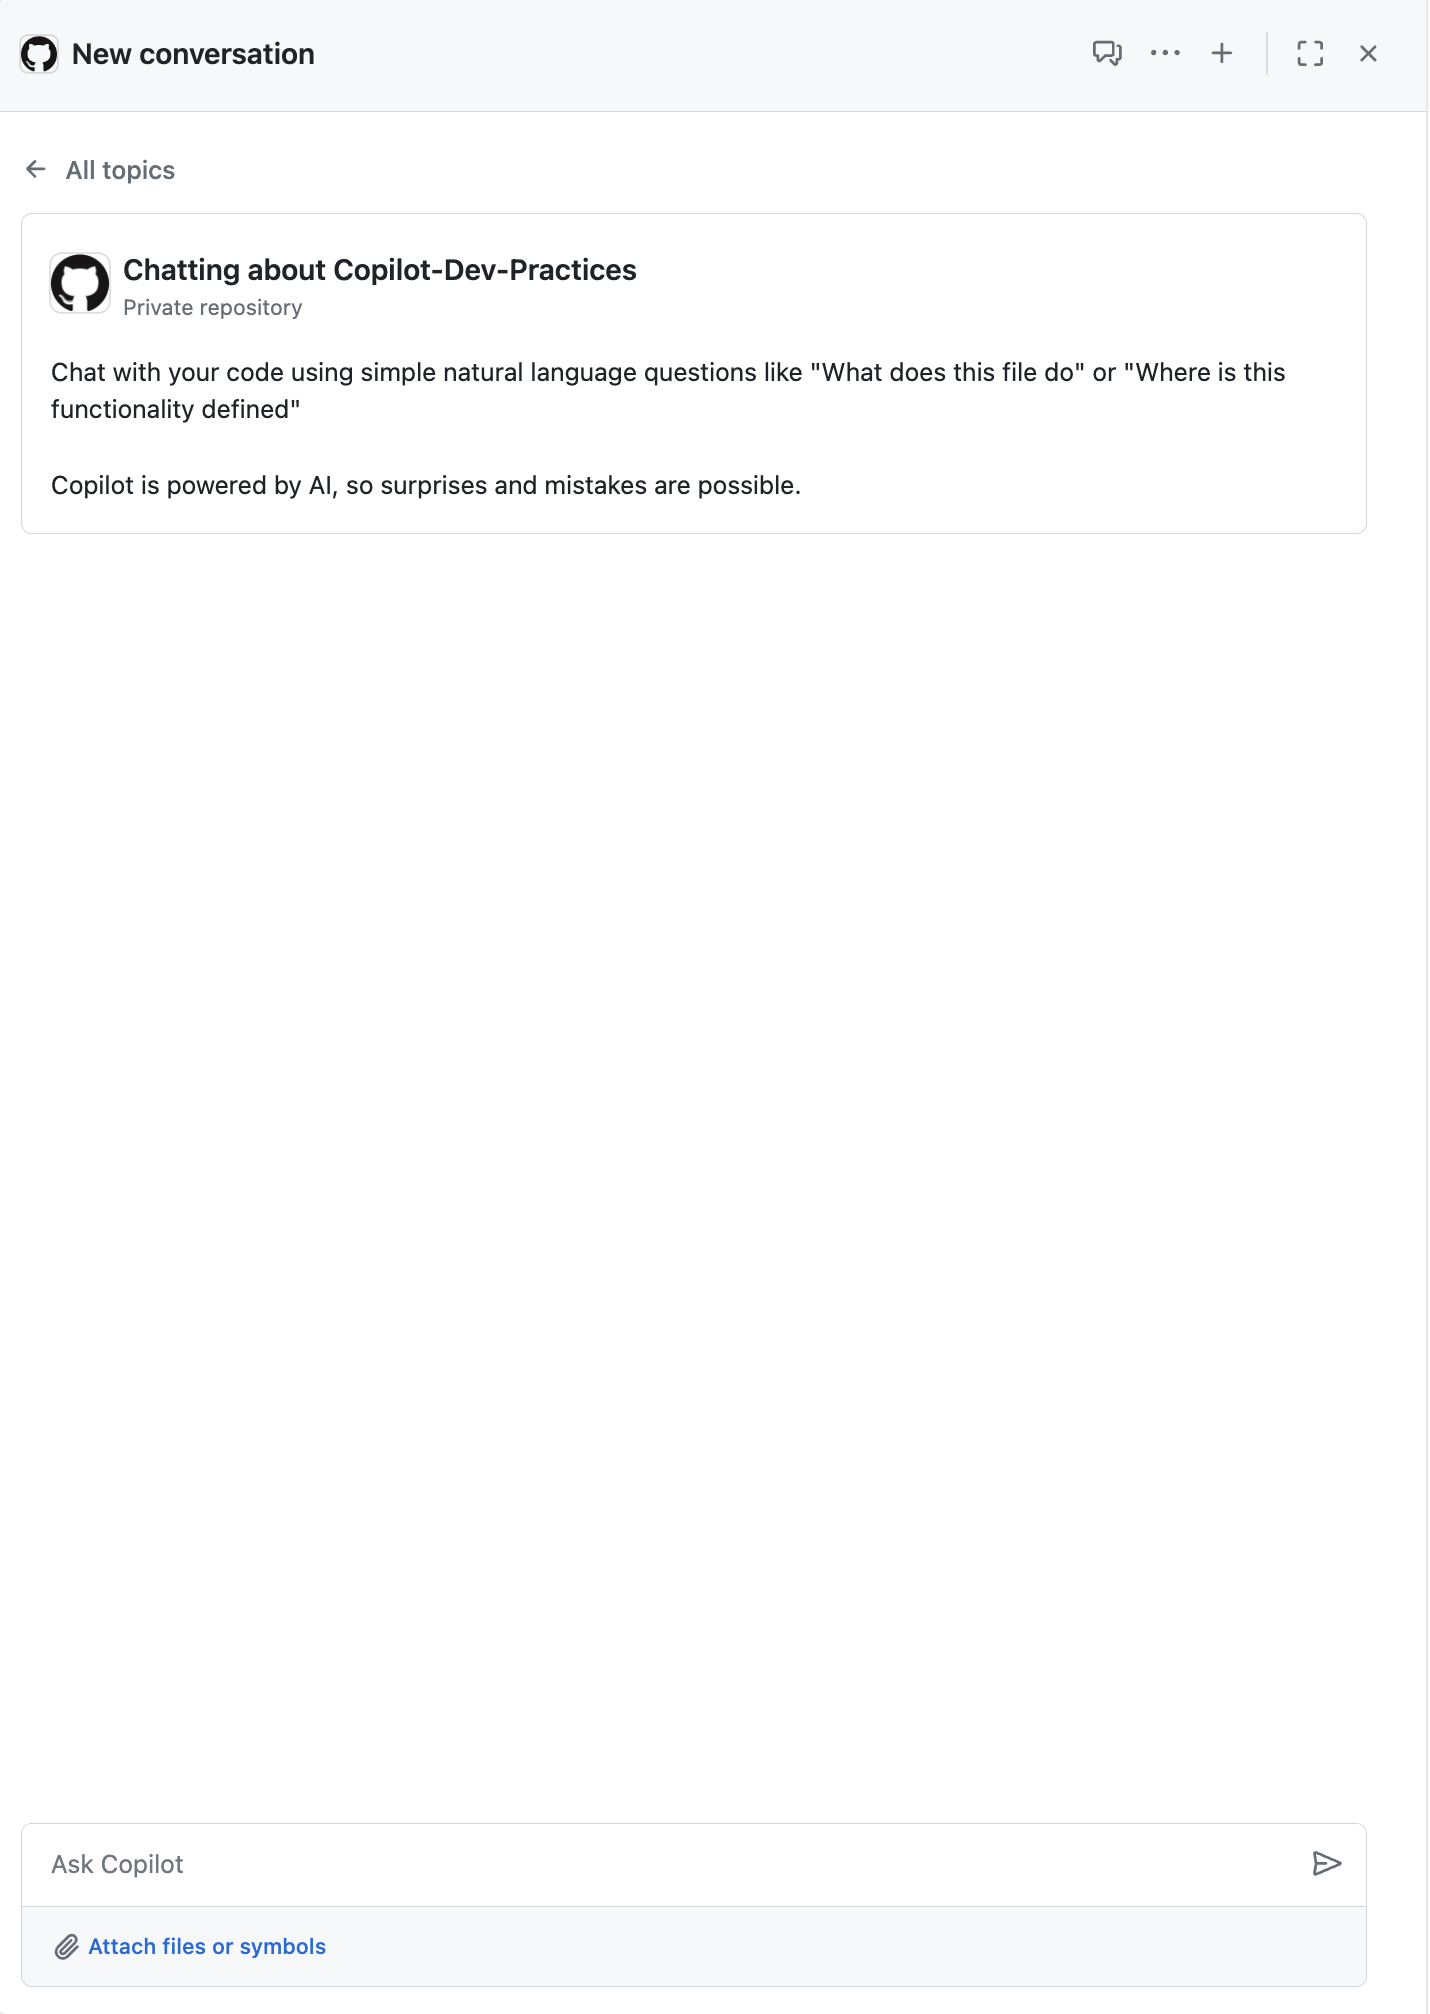 New conversation
All topics
Chatting about Copilot-Dev-Practices
Private repository
Chat with your code using simple natural language questions like "What does this file do" or "Where is this
functionality defined"
Copilot is powered by AI, so surprises and mistakes are possible.
Ask Copilot
Attach files or symbols